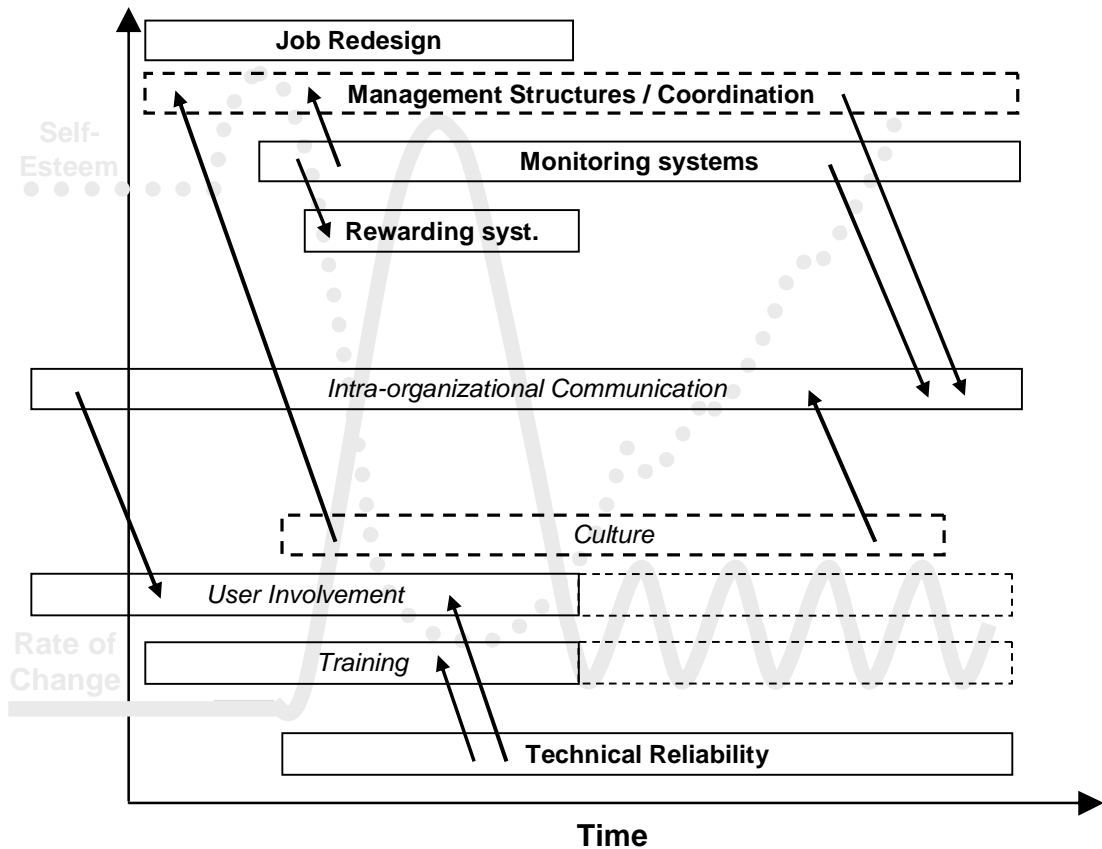 Job Redesign
Management Structures / Coordination
Self-
Esteem
Monitoring systems
Rewarding syst.
Intra-organizational Communication
Culture
User Involvement
Rate of
Change
Training
Technical Reliability
Time